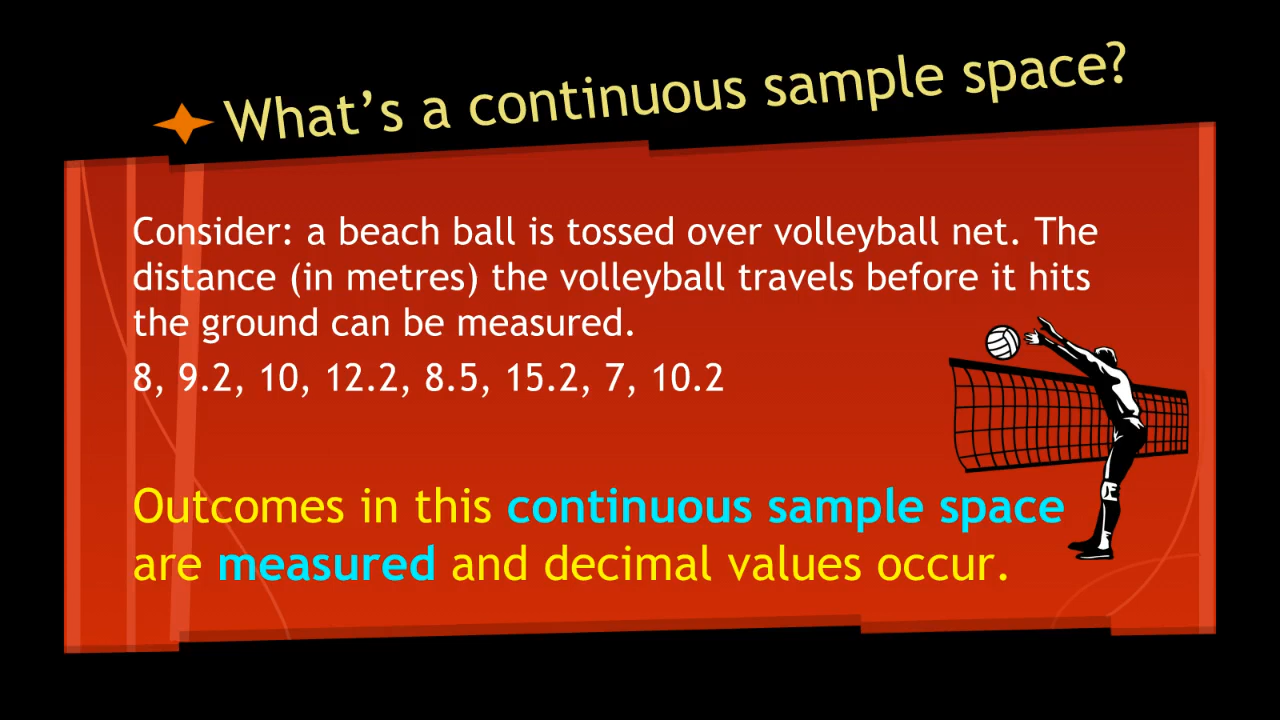 What’s a continuous sample space?
Consider: a beach ball is tossed over volleyball net. The
distance (in metres) the volleyball travels before it hits
the ground can be measured.
8, 9.2, 10, 12.2, 8.5, 15.2, 7, 10.2
Outcomes in this continuous sample space
are measured and decimal values occur.